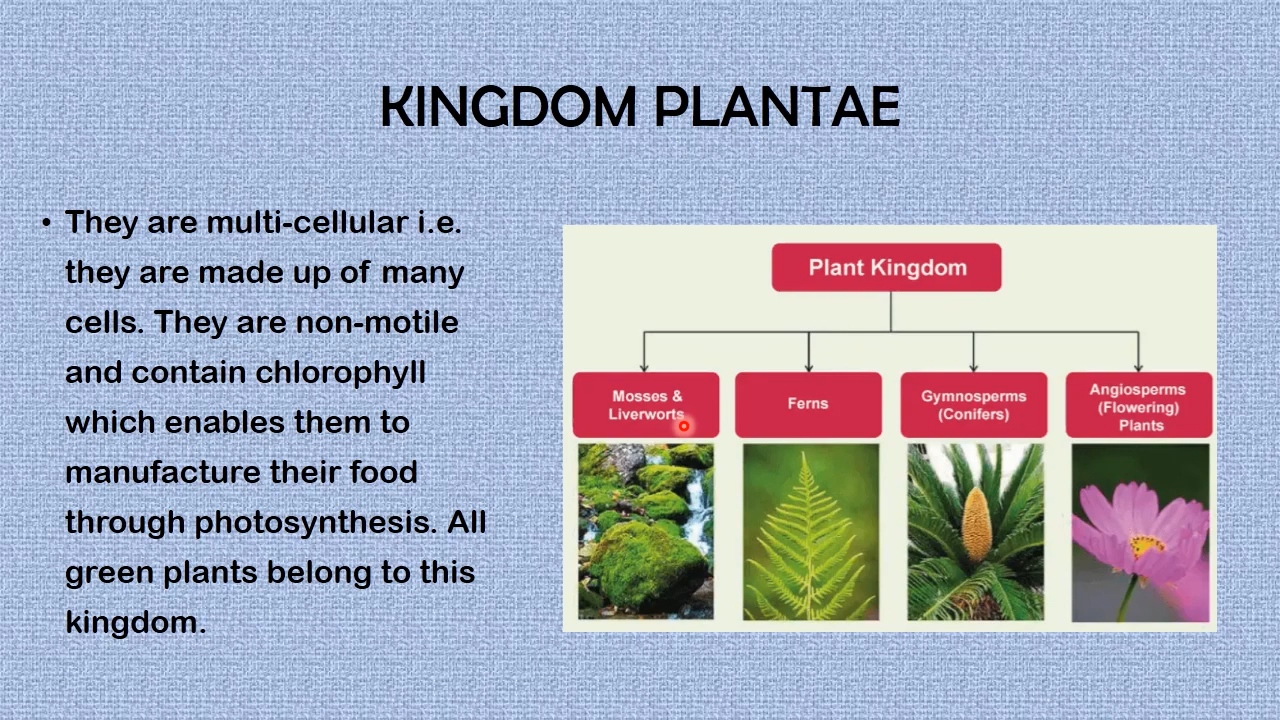 KINGDOM PLANTAE
• They are multi-cellular i.e.
they are made up of many
cells. They are non-motile
and contain chlorophyll
which enables them to
manufacture their food
through photosynthesis. All
green plants belong to this
kingdom.
Plant Kingdom
Mosses &
Liverworts
Ferns
Gymnosperms
(Conifers)
Angiosperms
(Flowering)
Plants